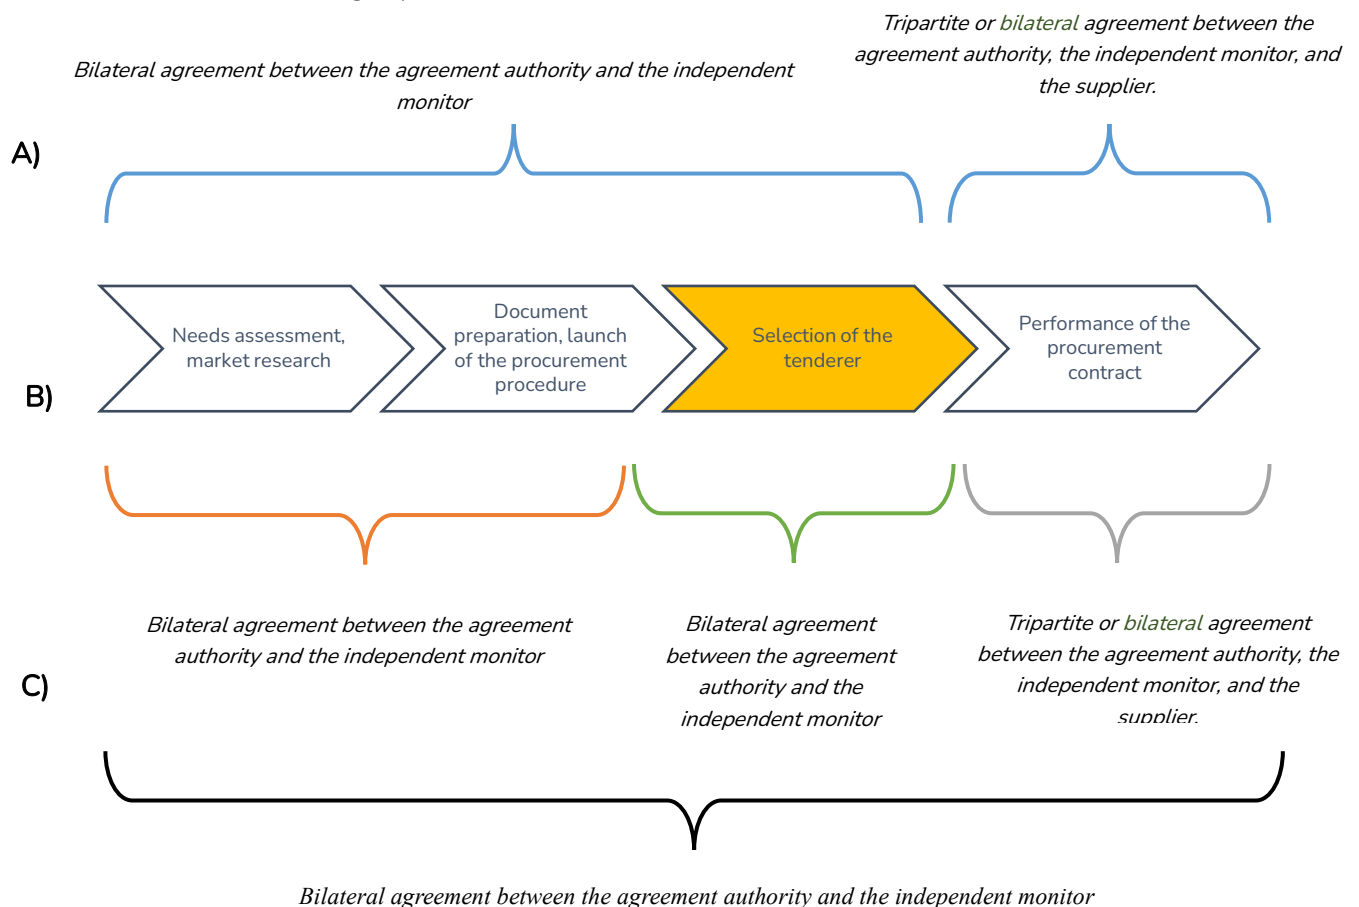 Tripartite or bilateral agreement between the
agreement authority, the independent monitor, and
the supplier.
Bilateral agreement between the agreement authority and the independent
monitor
A)
Needs assessment,
market research
Document
preparation, launch
of the procurement
procedure
Selection of the
tenderer
Performance of the
procurement
contract
B)
Bilateral agreement between the agreement
authority and the independent monitor
Bilateral agreement
between the agreement
authority and the
independent monitor
Tripartite or bilateral agreement
between the agreement authority, the
independent monitor, and the
supplier.
C)
Bilateral agreement between the agreement authority and the independent monitor